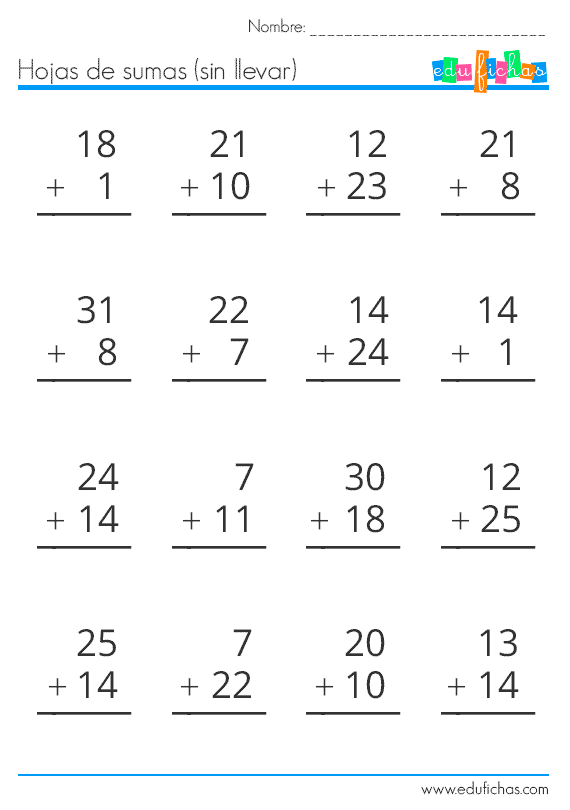 Nombre: ___________________________
Hojas de sumas (sin llevar)
edufichas
18 21 12 21
+ 1 + 10 + 23 + 8
31 22 14 14
+ 8 + 7 + 24 + 1
24 7 30 12
+ 14 + 11 + 18 + 25
25 7 20 13
+ 14 + 22 + 10 + 14
www.edufichas.com